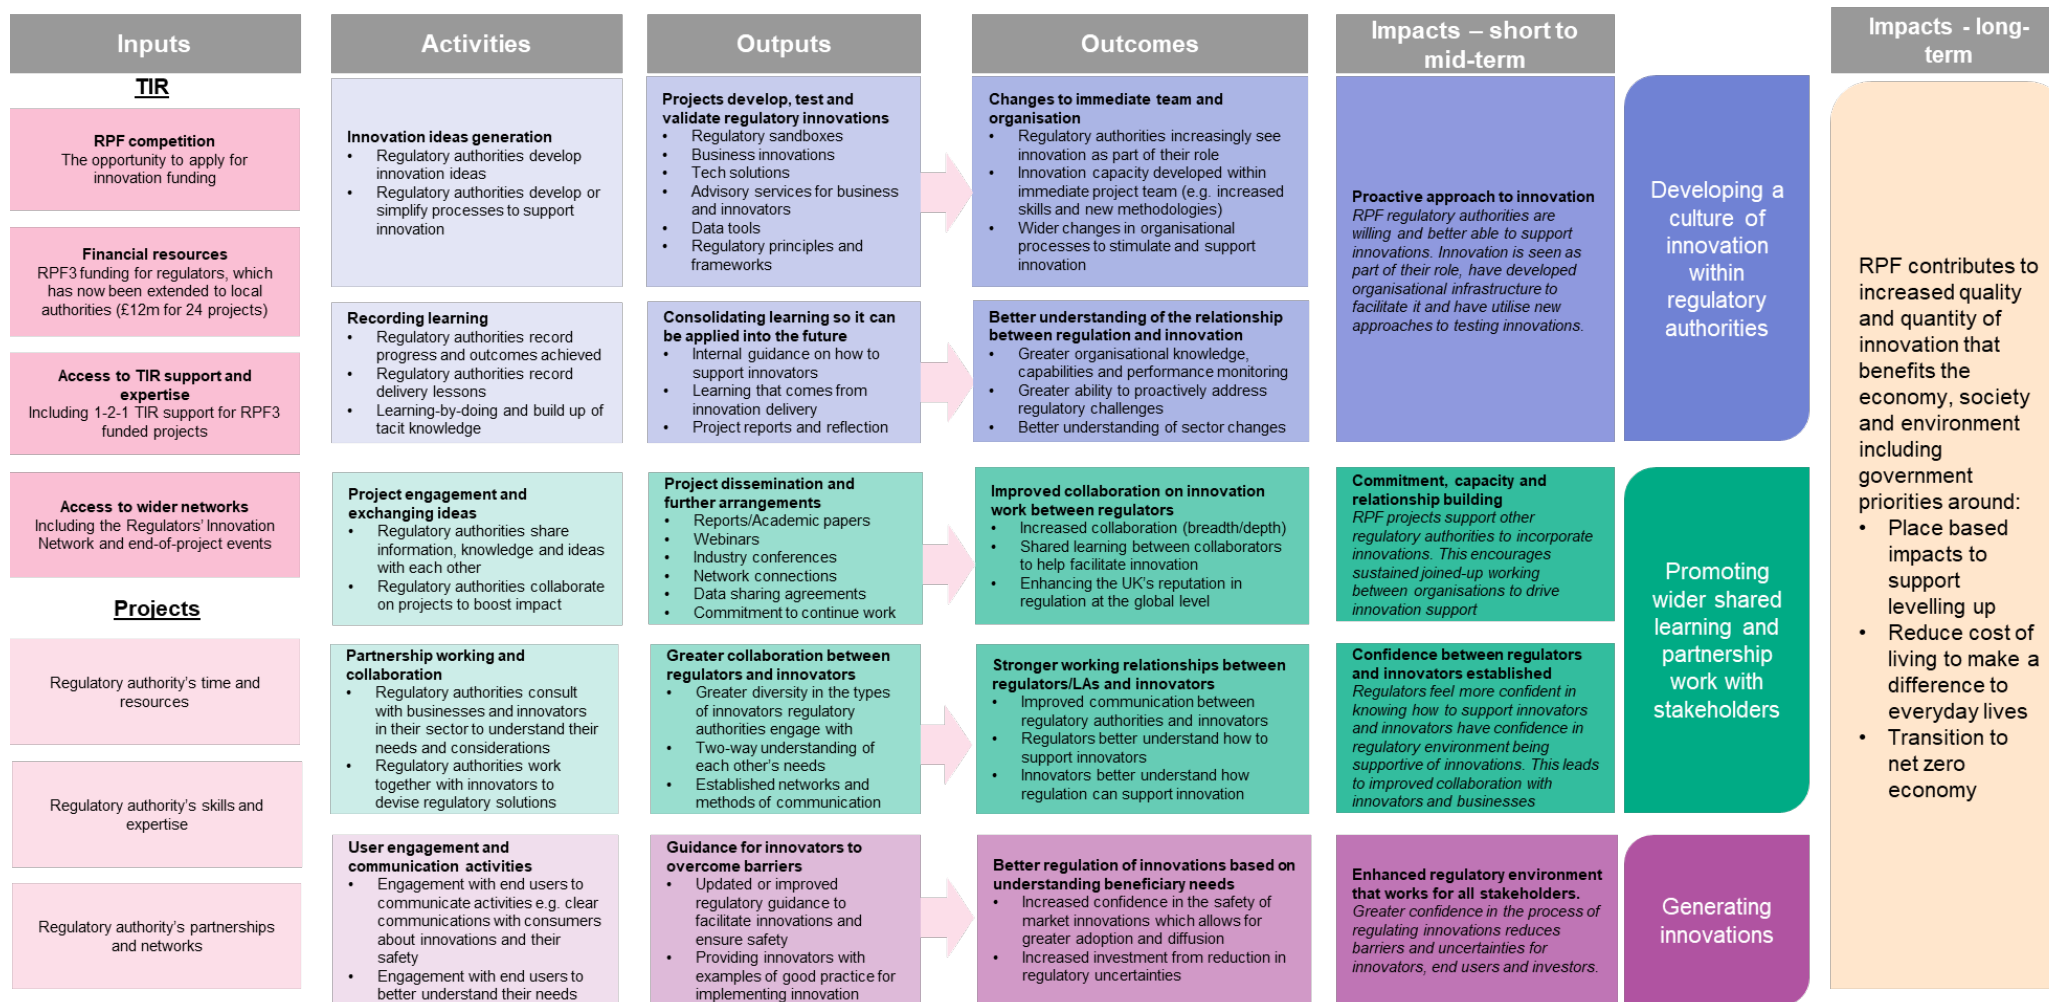 Inputs
Activities
Outputs
Outcomes
Impacts – short to
mid-term
Impacts - long-
term
TIR
RPF competition
The opportunity to apply for
innovation funding
Financial resources
RPF3 funding for regulators, which
has now been extended to local
authorities (£12m for 24 projects)
Access to TIR support and
expertise
Including 1-2-1 TIR support for RPF3
funded projects
Access to wider networks
Including the Regulators' Innovation
Network and end-of-project events
Projects
Regulatory authority's time and
resources
Regulatory authority's skills and
expertise
Regulatory authority's partnerships
and networks
Innovation ideas generation
• Regulatory authorities develop
innovation ideas
• Regulatory authorities develop or
simplify processes to support
innovation
Recording learning
• Regulatory authorities record
progress and outcomes achieved
• Regulatory authorities record
delivery lessons
• Learning-by-doing and build up of
tacit knowledge
Project engagement and
exchanging ideas
• Regulatory authorities share
information, knowledge and ideas
with each other
• Regulatory authorities collaborate
on projects to boost impact
Partnership working and
collaboration
• Regulatory authorities consult
with businesses and innovators
in their sector to understand their
needs and considerations
• Regulatory authorities work
together with innovators to
devise regulatory solutions
User engagement and
communication activities
• Engagement with end users to
communicate activities e.g. clear
communications with consumers
about innovations and their
safety
• Engagement with end users to
better understand their needs
Projects develop, test and
validate regulatory innovations
• Regulatory sandboxes
• Business innovations
• Tech solutions
• Advisory services for business
and innovators
• Data tools
• Regulatory principles and
frameworks
Consolidating learning so it can
be applied into the future
• Internal guidance on how to
support innovators
• Learning that comes from
innovation delivery
• Project reports and reflection
Project dissemination and
further arrangements
• Reports/Academic papers
• Webinars
• Industry conferences
• Network connections
• Data sharing agreements
• Commitment to continue work
Greater collaboration between
regulators and innovators
• Greater diversity in the types
of innovators regulatory
authorities engage with
• Two-way understanding of
each other's needs
• Established networks and
methods of communication
Guidance for innovators to
overcome barriers
• Updated or improved
regulatory guidance to
facilitate innovations and
ensure safety
• Providing innovators with
examples of good practice for
implementing innovation
Changes to immediate team and
organisation
• Regulatory authorities increasingly see
innovation as part of their role
• Innovation capacity developed within
immediate project team (e.g. increased
skills and new methodologies)
• Wider changes in organisational
processes to stimulate and support
innovation
Better understanding of the relationship
between regulation and innovation
• Greater organisational knowledge,
capabilities and performance monitoring
• Greater ability to proactively address
regulatory challenges
• Better understanding of sector changes
Improved collaboration on innovation
work between regulators
• Increased collaboration (breadth/depth)
• Shared learning between collaborators
to help facilitate innovation
• Enhancing the UK's reputation in
regulation at the global level
Stronger working relationships between
regulators/LAs and innovators
• Improved communication between
regulatory authorities and innovators
• Regulators better understand how to
support innovators
• Innovators better understand how
regulation can support innovation
Better regulation of innovations based on
understanding beneficiary needs
• Increased confidence in the safety of
market innovations which allows for
greater adoption and diffusion
• Increased investment from reduction in
regulatory uncertainties
Proactive approach to innovation
RPF regulatory authorities are
willing and better able to support
innovations. Innovation is seen as
part of their role, have developed
organisational infrastructure to
facilitate it and have utilise new
approaches to testing innovations.
Commitment, capacity and
relationship building
RPF projects support other
regulatory authorities to incorporate
innovations. This encourages
sustained joined-up working
between organisations to drive
innovation support
Confidence between regulators
and innovators established
Regulators feel more confident in
knowing how to support innovators
and innovators have confidence in
regulatory environment being
supportive of innovations. This leads
to improved collaboration with
innovators and businesses
Enhanced regulatory environment
that works for all stakeholders.
Greater confidence in the process of
regulating innovations reduces
barriers and uncertainties for
innovators, end users and investors.
Developing a
culture of
innovation
within
regulatory
authorities
Promoting
wider shared
learning and
partnership
work with
stakeholders
Generating
innovations
RPF contributes to
increased quality
and quantity of
innovation that
benefits the
economy, society
and environment
including
government
priorities around:
• Place based
impacts to
support
levelling up
• Reduce cost of
living to make a
difference to
everyday lives
• Transition to
net zero
economy